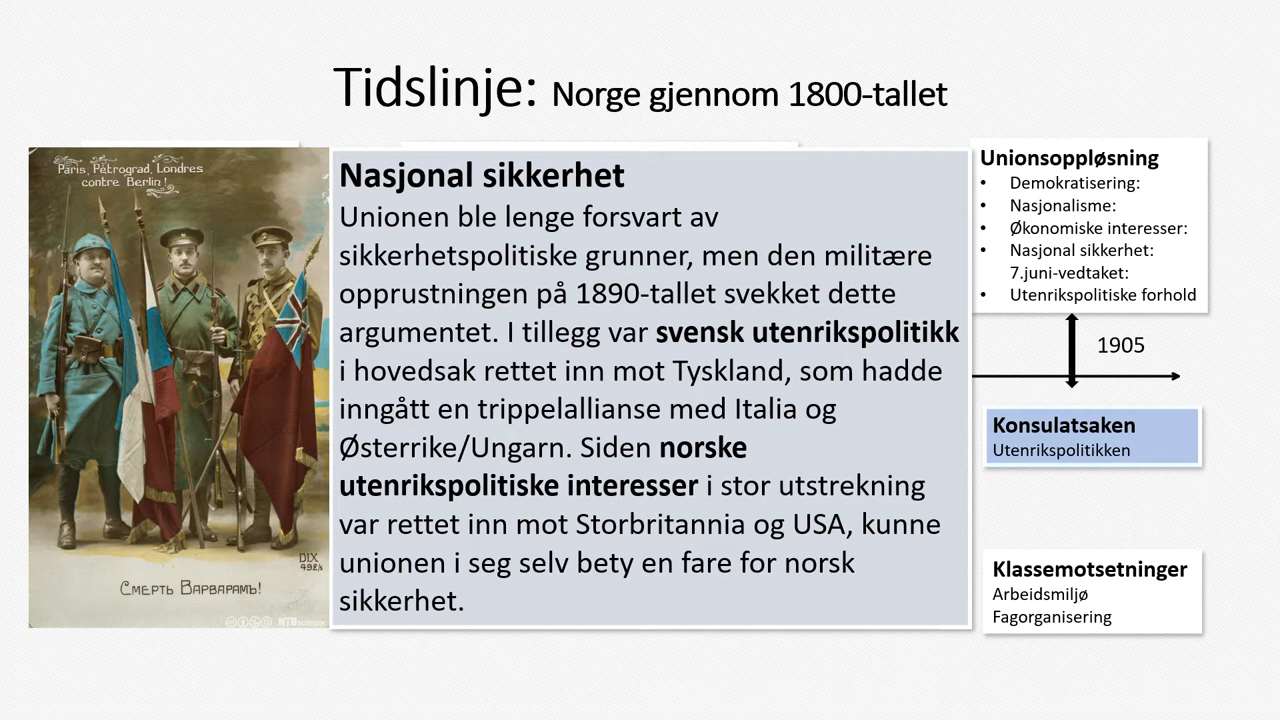 Tidslinje: Norge gjennom 1800-tallet
Paris, Pétrograd, Londres
contre Berlin!
DIX
СМЕРТЬ ВАРВАРАМЪ!
Nasjonal sikkerhet
Unionen ble lenge forsvart av
sikkerhetspolitiske grunner, men den militære
opprustningen på 1890-tallet svekket dette
argumentet. I tillegg var svensk utenrikspolitikk
i hovedsak rettet inn mot Tyskland, som hadde
inngått en trippelallianse med Italia og
Østerrike/Ungarn. Siden norske
utenrikspolitiske interesser i stor utstrekning
var rettet inn mot Storbritannia og USA, kunne
unionen i seg selv bety en fare for norsk
sikkerhet.
Unionsoppløsning
• Demokratisering:
• Nasjonalisme:
• Økonomiske interesser:
• Nasjonal sikkerhet:
7.juni-vedtaket:
• Utenrikspolitiske forhold
1905
Konsulatsaken
Utenrikspolitikken
Klassemotsetninger
Arbeidsmiljø
Fagorganisering